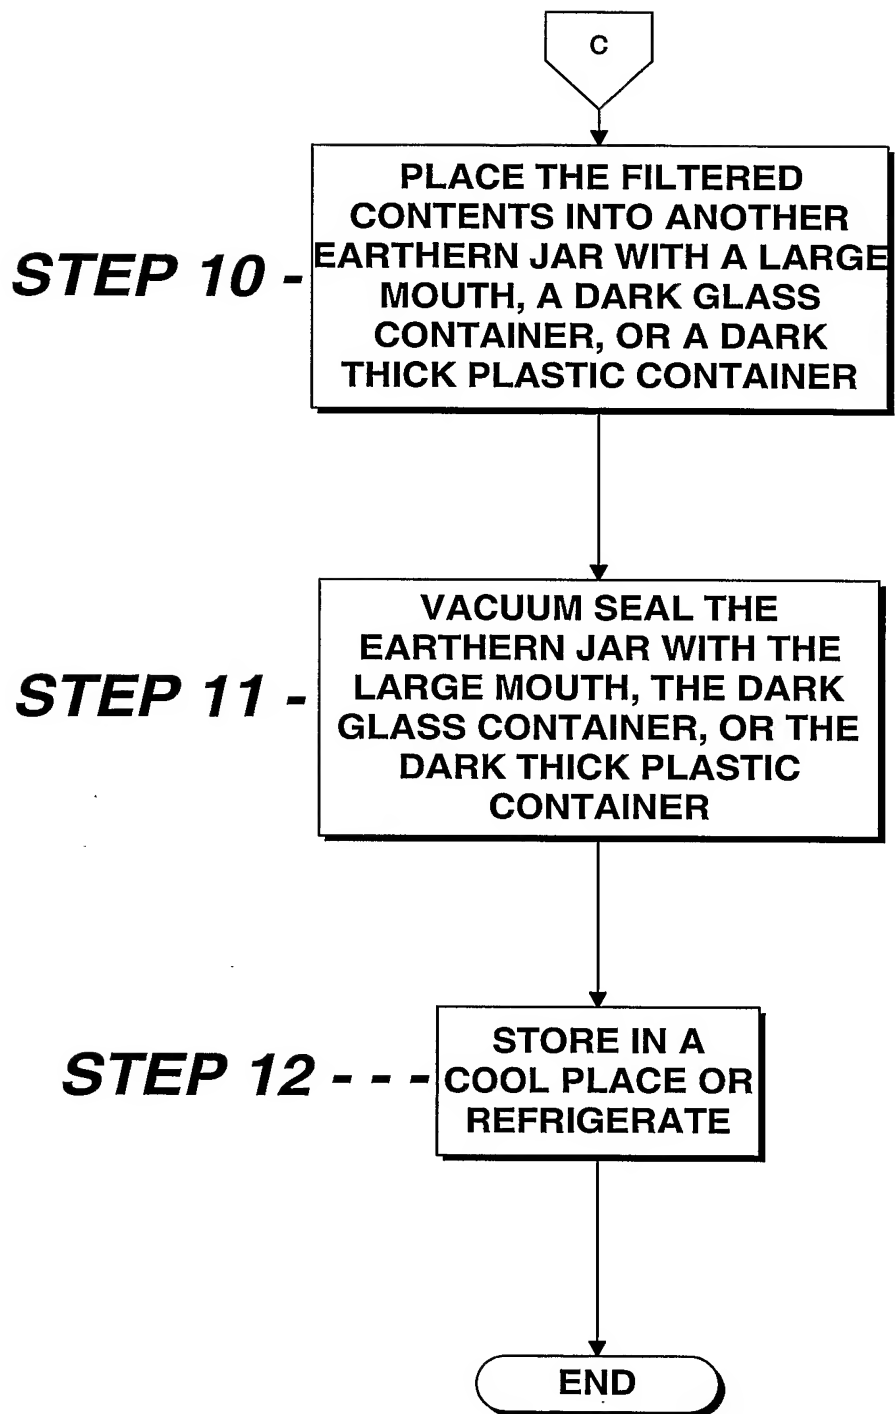 C
PLACE THE FILTERED
CONTENTS INTO ANOTHER
STEP 10 - EARTHERN JAR WITH A LARGE
MOUTH, A DARK GLASS
CONTAINER, OR A DARK
THICK PLASTIC CONTAINER
VACUUM SEAL THE
EARTHERN JAR WITH THE
STEP 11 - LARGE MOUTH, THE DARK
GLASS CONTAINER, OR THE
DARK THICK PLASTIC
CONTAINER
STORE IN A
STEP 12 - - - COOL PLACE OR
REFRIGERATE
END